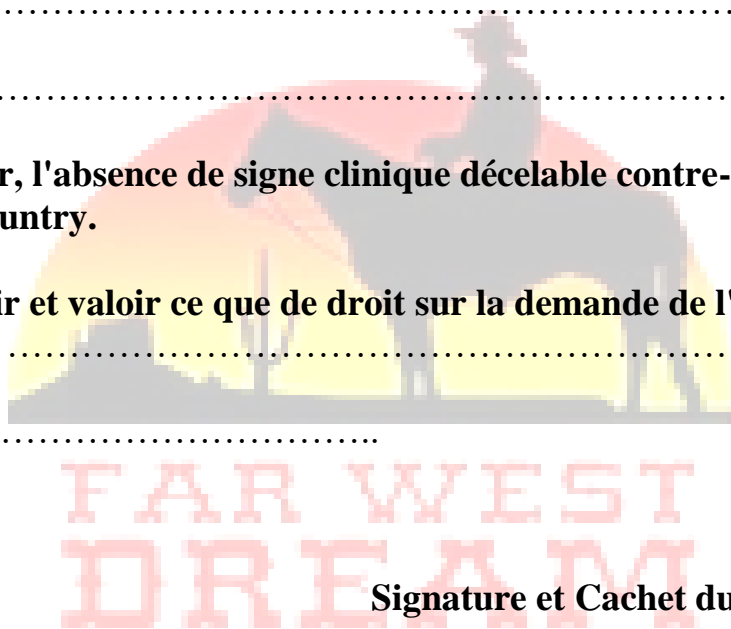 …………………………………………………………………
…………………………………………………………………
r, l'absence de signe clinique décelable contre-
untry.
ir et valoir ce que de droit sur la demande de l'
…………………………………………………………………
…………………………………..
FAR WEST
DREAM
Signature et Cachet du